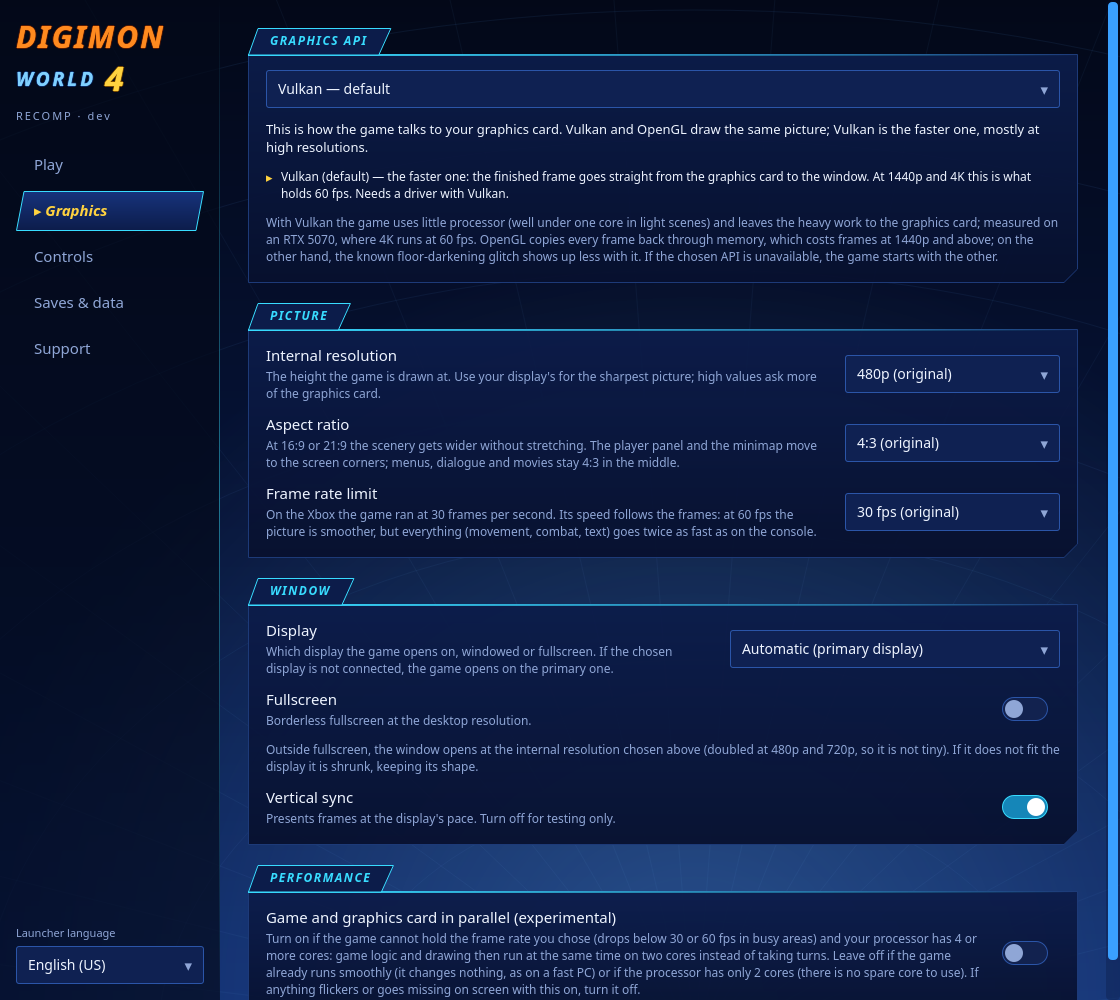 DIGIMON
WORLD 4
RECOMP · dev
Play
▸ Graphics
Controls
Saves & data
Support
Launcher language
English (US)
GRAPHICS API
Vulkan — default
This is how the game talks to your graphics card. Vulkan and OpenGL draw the same picture; Vulkan is the faster one, mostly at
high resolutions.
▸ Vulkan (default) — the faster one: the finished frame goes straight from the graphics card to the window. At 1440p and 4K this is what
holds 60 fps. Needs a driver with Vulkan.
With Vulkan the game uses little processor (well under one core in light scenes) and leaves the heavy work to the graphics card; measured on
an RTX 5070, where 4K runs at 60 fps. OpenGL copies every frame back through memory, which costs frames at 1440p and above; on the
other hand, the known floor-darkening glitch shows up less with it. If the chosen API is unavailable, the game starts with the other.
PICTURE
Internal resolution
The height the game is drawn at. Use your display's for the sharpest picture; high values ask more
of the graphics card.
480p (original)
Aspect ratio
At 16:9 or 21:9 the scenery gets wider without stretching. The player panel and the minimap move
to the screen corners; menus, dialogue and movies stay 4:3 in the middle.
4:3 (original)
Frame rate limit
On the Xbox the game ran at 30 frames per second. Its speed follows the frames: at 60 fps the
picture is smoother, but everything (movement, combat, text) goes twice as fast as on the console.
30 fps (original)
WINDOW
Display
Which display the game opens on, windowed or fullscreen. If the chosen
display is not connected, the game opens on the primary one.
Automatic (primary display)
Fullscreen
Borderless fullscreen at the desktop resolution.
Outside fullscreen, the window opens at the internal resolution chosen above (doubled at 480p and 720p, so it is not tiny). If it does not fit the
display it is shrunk, keeping its shape.
Vertical sync
Presents frames at the display's pace. Turn off for testing only.
PERFORMANCE
Game and graphics card in parallel (experimental)
Turn on if the game cannot hold the frame rate you chose (drops below 30 or 60 fps in busy areas) and your processor has 4 or
more cores: game logic and drawing then run at the same time on two cores instead of taking turns. Leave off if the game
already runs smoothly (it changes nothing, as on a fast PC) or if the processor has only 2 cores (there is no spare core to use). If
anything flickers or goes missing on screen with this on, turn it off.